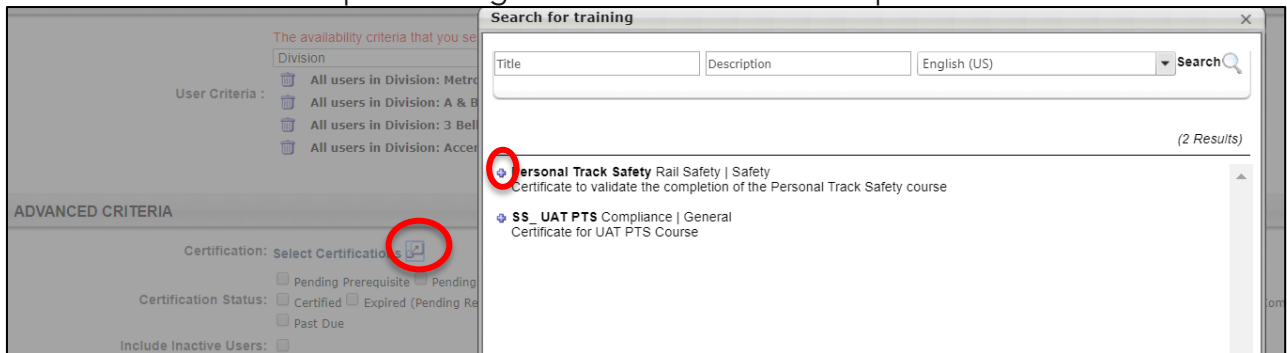 Search for training
The availability criteria that you se
Division
User Criteria :
All users in Division: Metro
All users in Division: A & B
All users in Division: 3 Bell
All users in Division: Accer
Title
Description
English (US)
Search
(2 Results)
Personal Track Safety Rail Safety | Safety
Certificate to validate the completion of the Personal Track Safety course
SS_ UAT PTS Compliance | General
Certificate for UAT PTS Course
ADVANCED CRITERIA
Certification: Select Certifications
Pending Prerequisite Pending
Certification Status: Certified Expired (Pending Re
Past Due
Include Inactive Users: